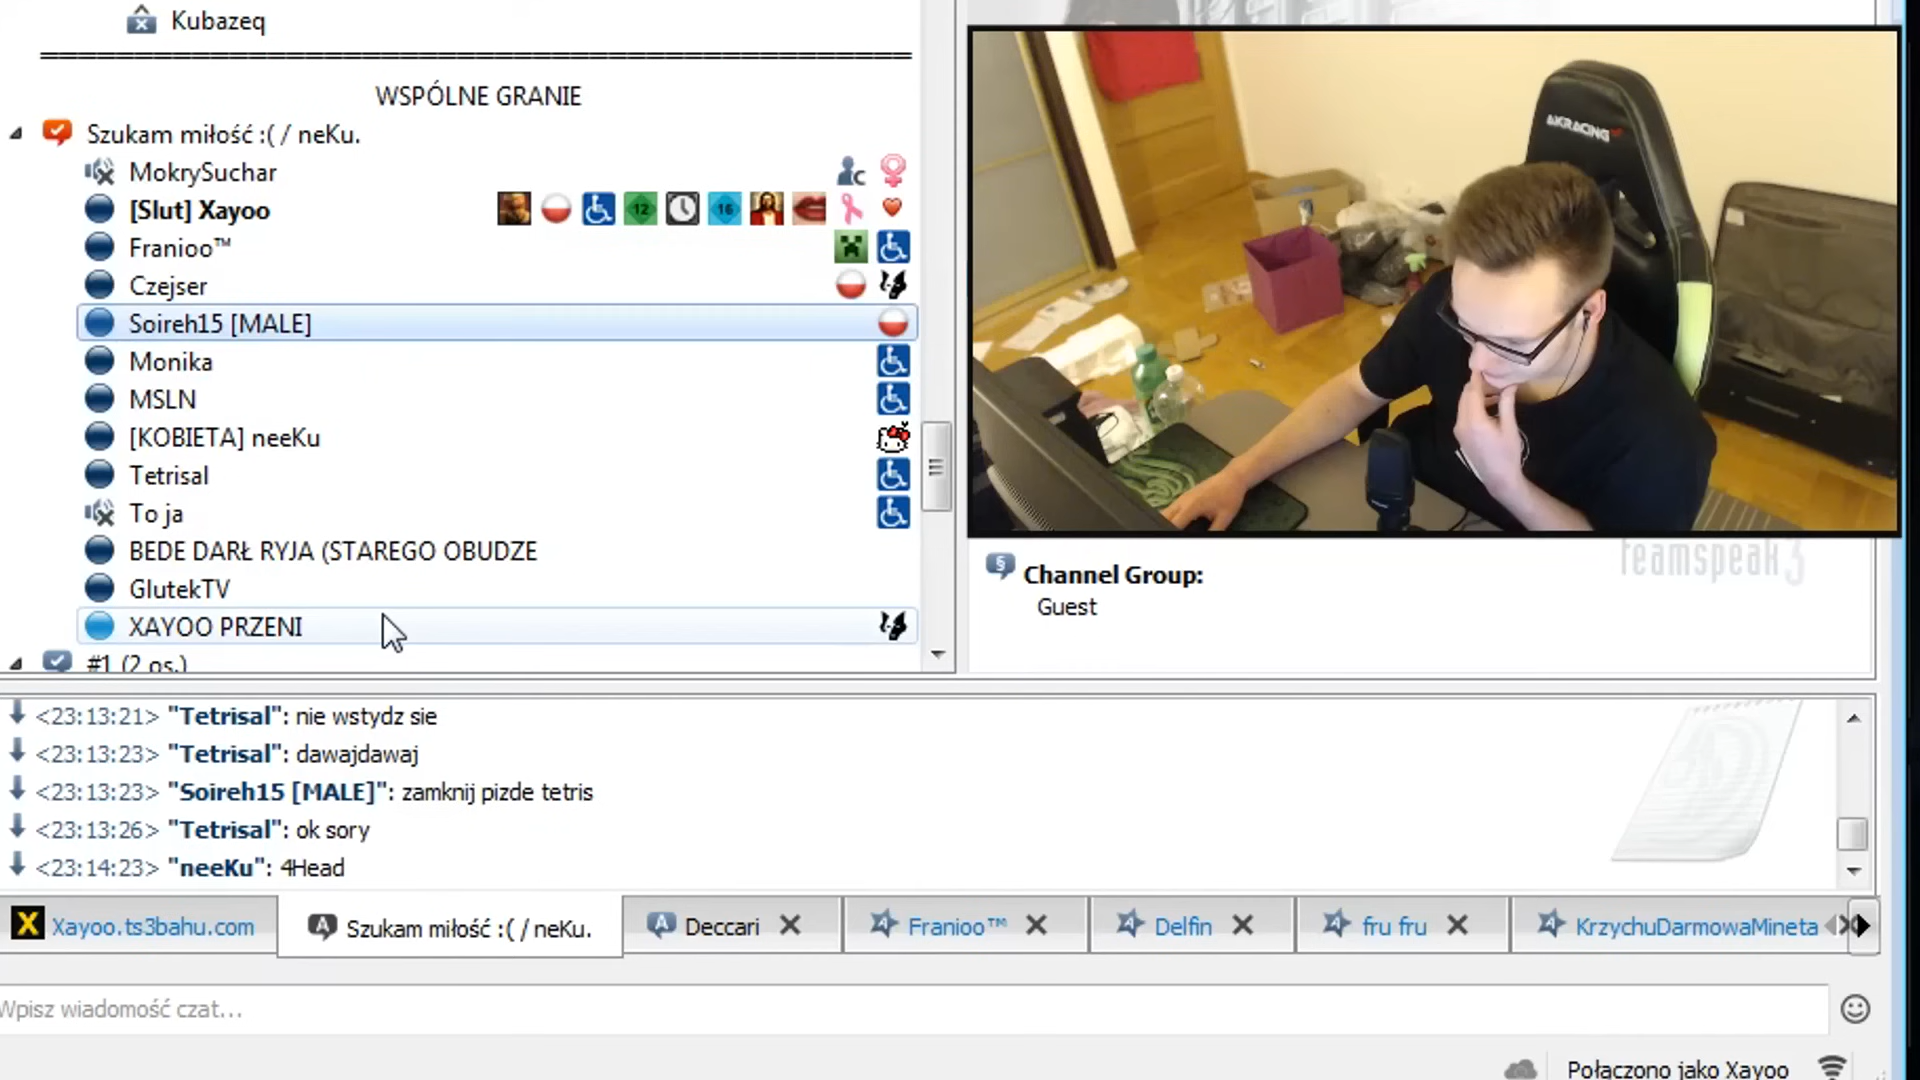 Kubazeq
WSPÓLNE GRANIE
Szukam miłość :( / neKu.
MokrySuchar
[Slut] Xayoo
12
16
Franioo™
Czejser
Soireh15 [MALE]
Monika
MSLN
[KOBIETA] neeKu
Tetrisal
To ja
BEDE DARŁ RYJA (STAREGO OBUDZE
GlutekTV
XAYOO PRZENI
#1 (2 os.)
AKRACING
teamspeak 3
Channel Group:
Guest
<23:13:21> "Tetrisal": nie wstydz sie
<23:13:23> "Tetrisal": dawajdawaj
<23:13:23> "Soireh15 [MALE]": zamknij pizde tetris
<23:13:26> "Tetrisal": ok sory
<23:14:23> "neeKu": 4Head
Xayoo.ts3bahu.com
Szukam miłość :( / neKu.
Deccari
Franioo™
Delfin
fru fru
KrzychuDarmowaMineta
Wpisz wiadomość czat...
Połączono jako Xayoo